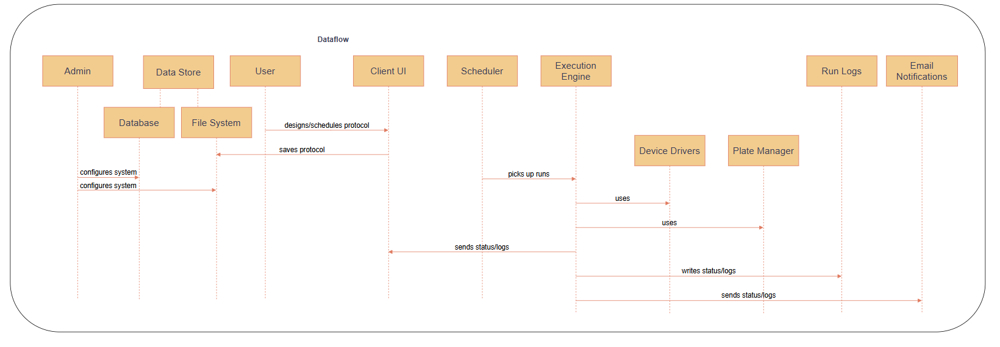 Dataflow
Admin
Data Store
User
Client UI
Scheduler
Execution
Engine
Run Logs
Email
Notifications
Database
File System
designs/schedules protocol
Device Drivers
Plate Manager
saves protocol
configures system
picks up runs
configures system
uses
uses
sends status/logs
writes status/logs
sends status/logs